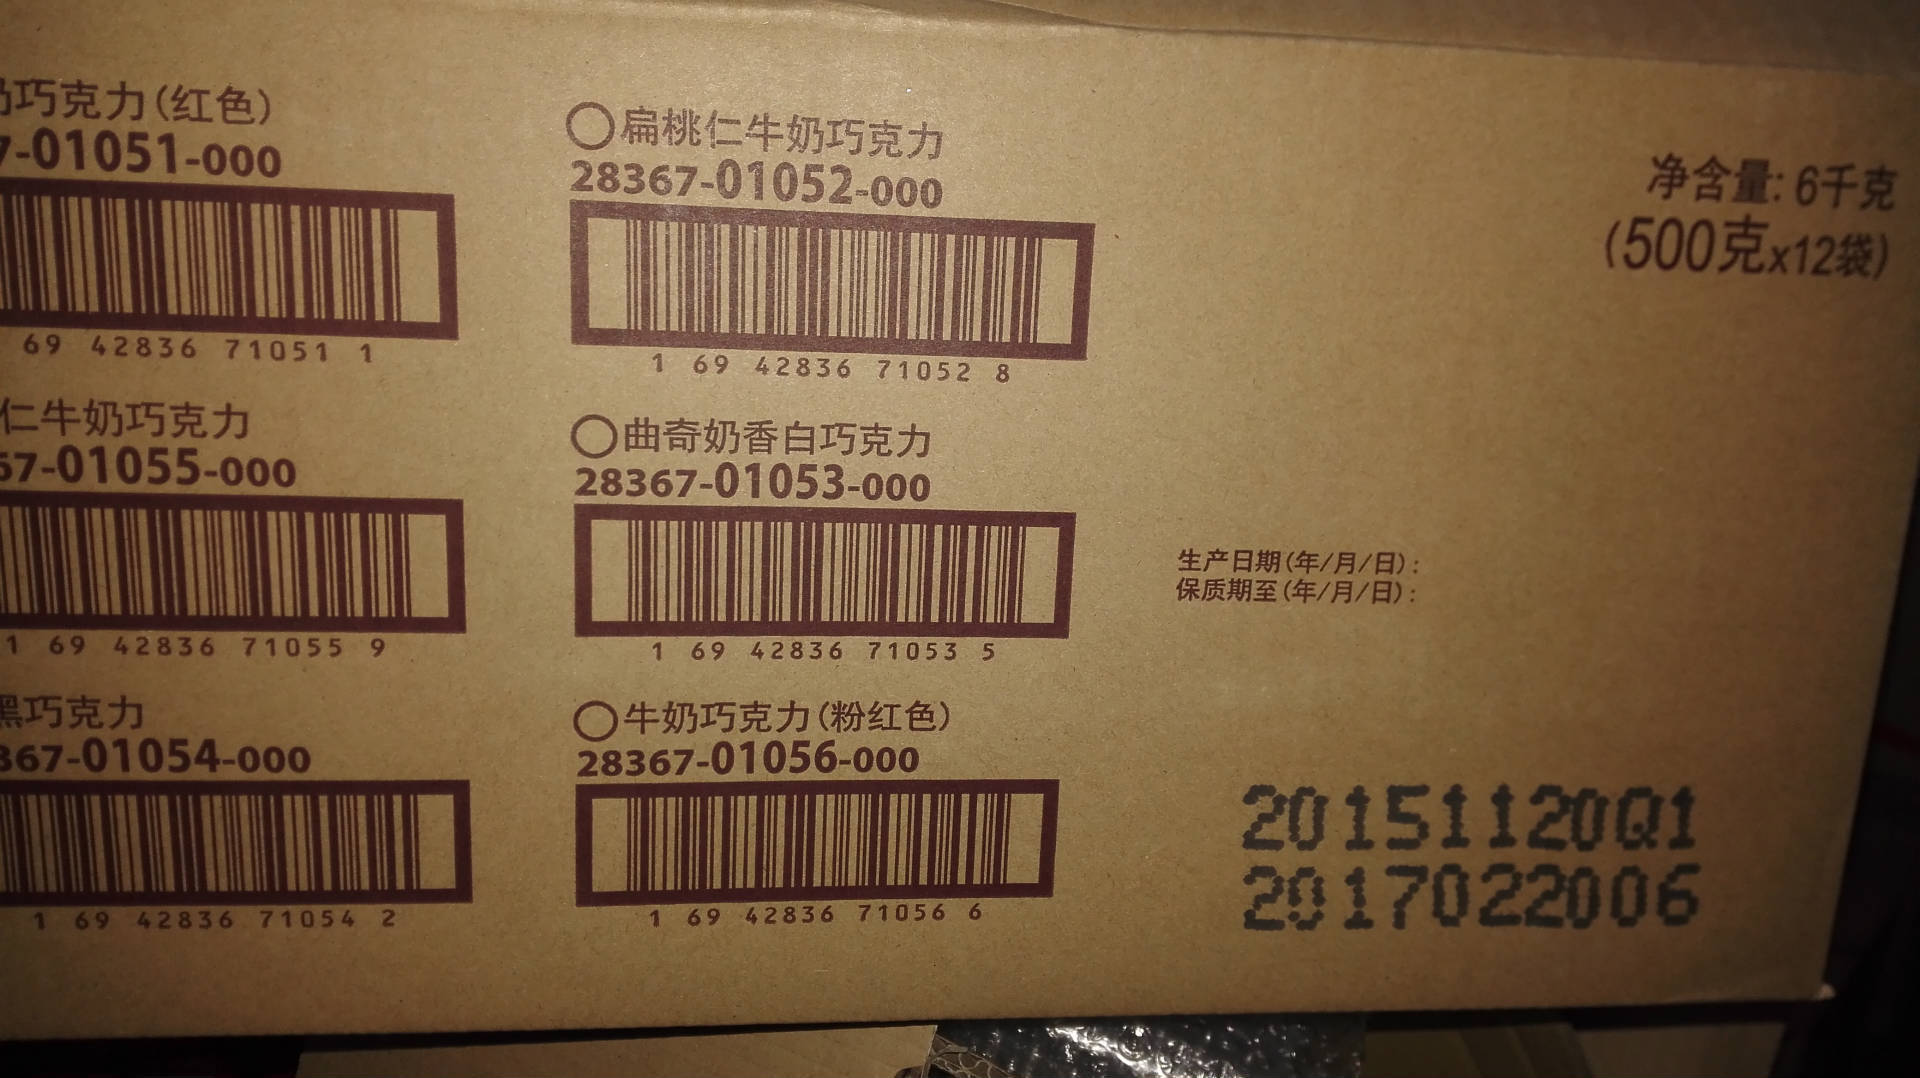 巧克力(红色)
-01051-000
69 42836 71051 1
扁桃仁牛奶巧克力
28367-01052-000
1 69 42836 71052 8
净含量: 6千克
(500克x12袋)
仁牛奶巧克力
67-01055-000
1 69 42836 71055 9
曲奇奶香白巧克力
28367-01053-000
1 69 42836 71053 5
生产日期(年/月/日):
保质期至(年/月/日):
黑巧克力
367-01054-000
1 69 42836 71054 2
牛奶巧克力(粉红色)
28367-01056-000
1 69 42836 71056 6
20151120Q1
2017022006